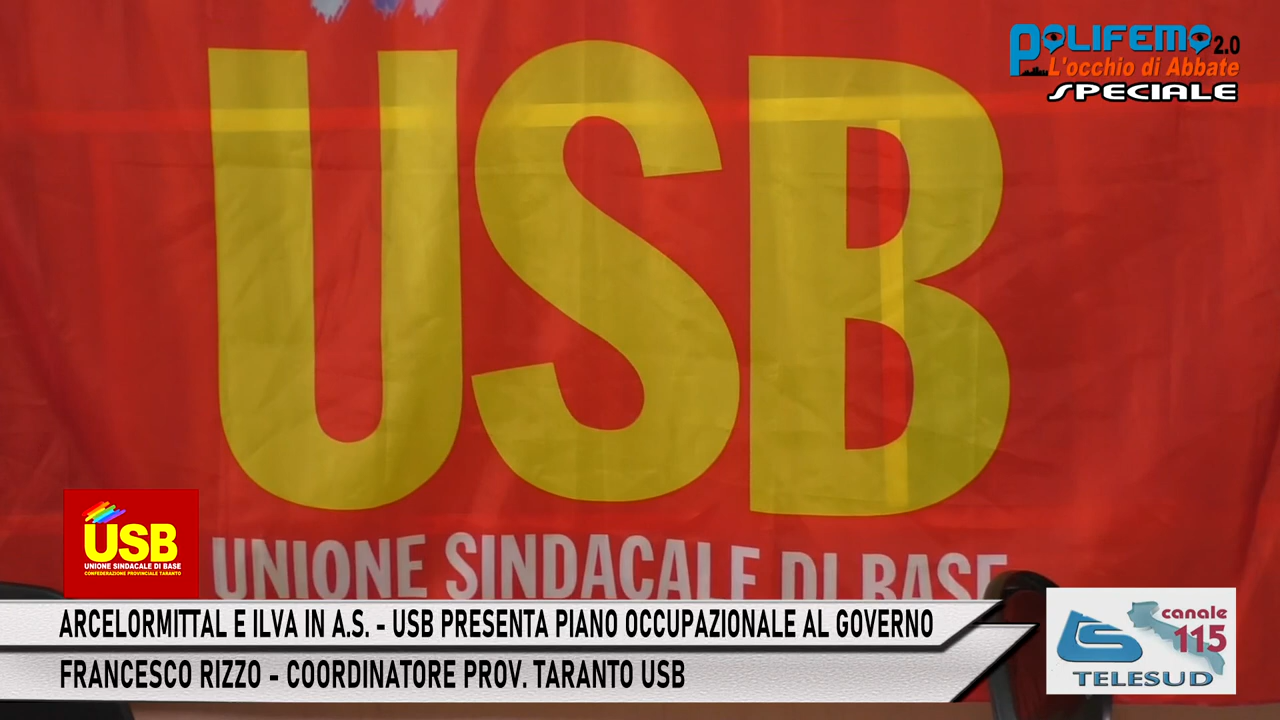 POLIFEMO 2.0
L'occhio di Abbate
SPECIALE
USB
UNIONE SINDACALE DI BASE
USB
UNIONE SINDACALE DI BASE
CONFEDERAZIONE PROVINCIALE TARANTO
ARCELORMITTAL E ILVA IN A.S. – USB PRESENTA PIANO OCCUPAZIONALE AL GOVERNO
FRANCESCO RIZZO – COORDINATORE PROV. TARANTO USB
canale
115
TELESUD